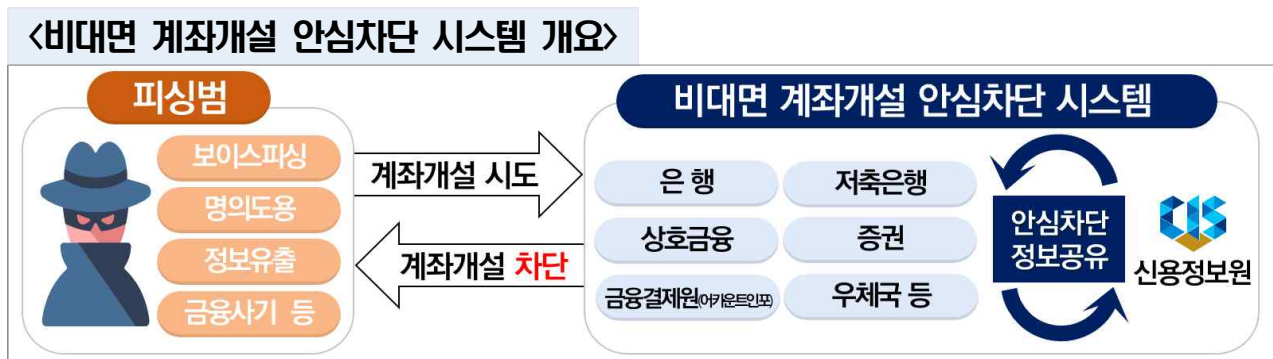 <비대면 계좌개설 안심차단 시스템 개요>
피싱범
보이스피싱
명의도용
정보유출
금융사기 등
계좌개설 시도
계좌개설 차단
비대면 계좌개설 안심차단 시스템
은 행
저축은행
상호금융
증권
금융결제원(어카운트인포)
우체국 등
안심차단
정보공유
CIS
신용정보원